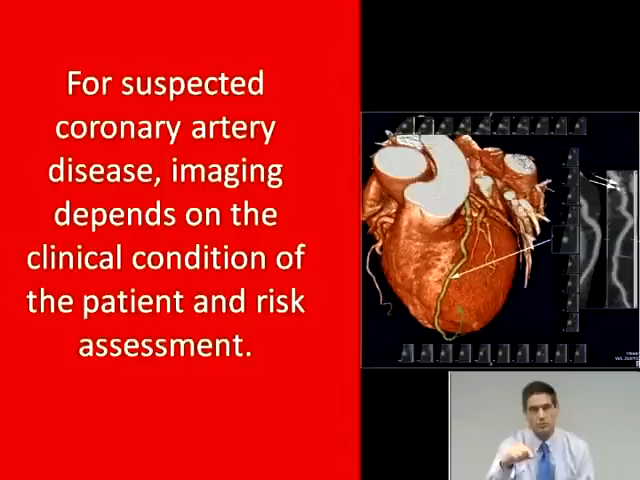 For suspected
coronary artery
disease, imaging
depends on the
clinical condition of
the patient and risk
assessment.